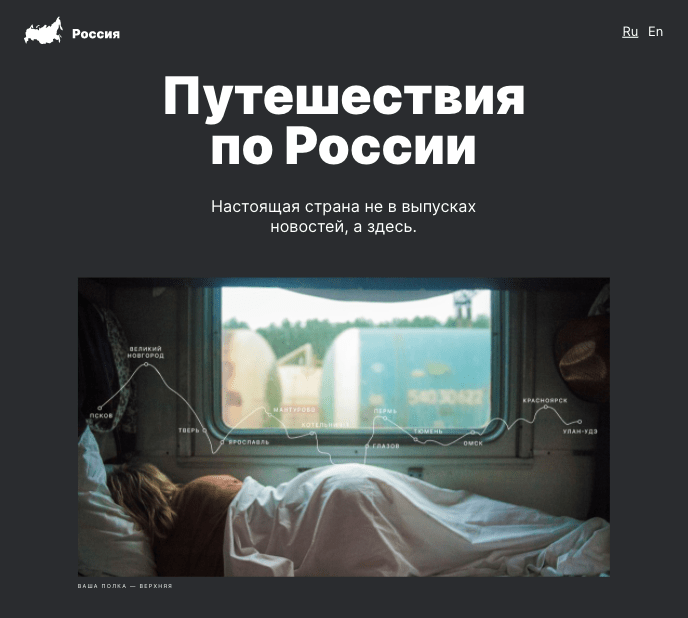 Россия
Ru En
Путешествия
по России
Настоящая страна не в выпусках
новостей, а здесь.
ВЕЛИКИЙ
НОВГОРОД
ПСКОВ
ТВЕРЬ
ЯРОСЛАВЛЬ
МАНТУРОВО
КОТЕЛЬНИЧ
ПЕРМЬ
ГЛАЗОВ
ТЮМЕНЬ
ОМСК
КРАСНОЯРСК
УЛАН-УДЭ
54030622
ВАША ПОЛКА — ВЕРХНЯЯ